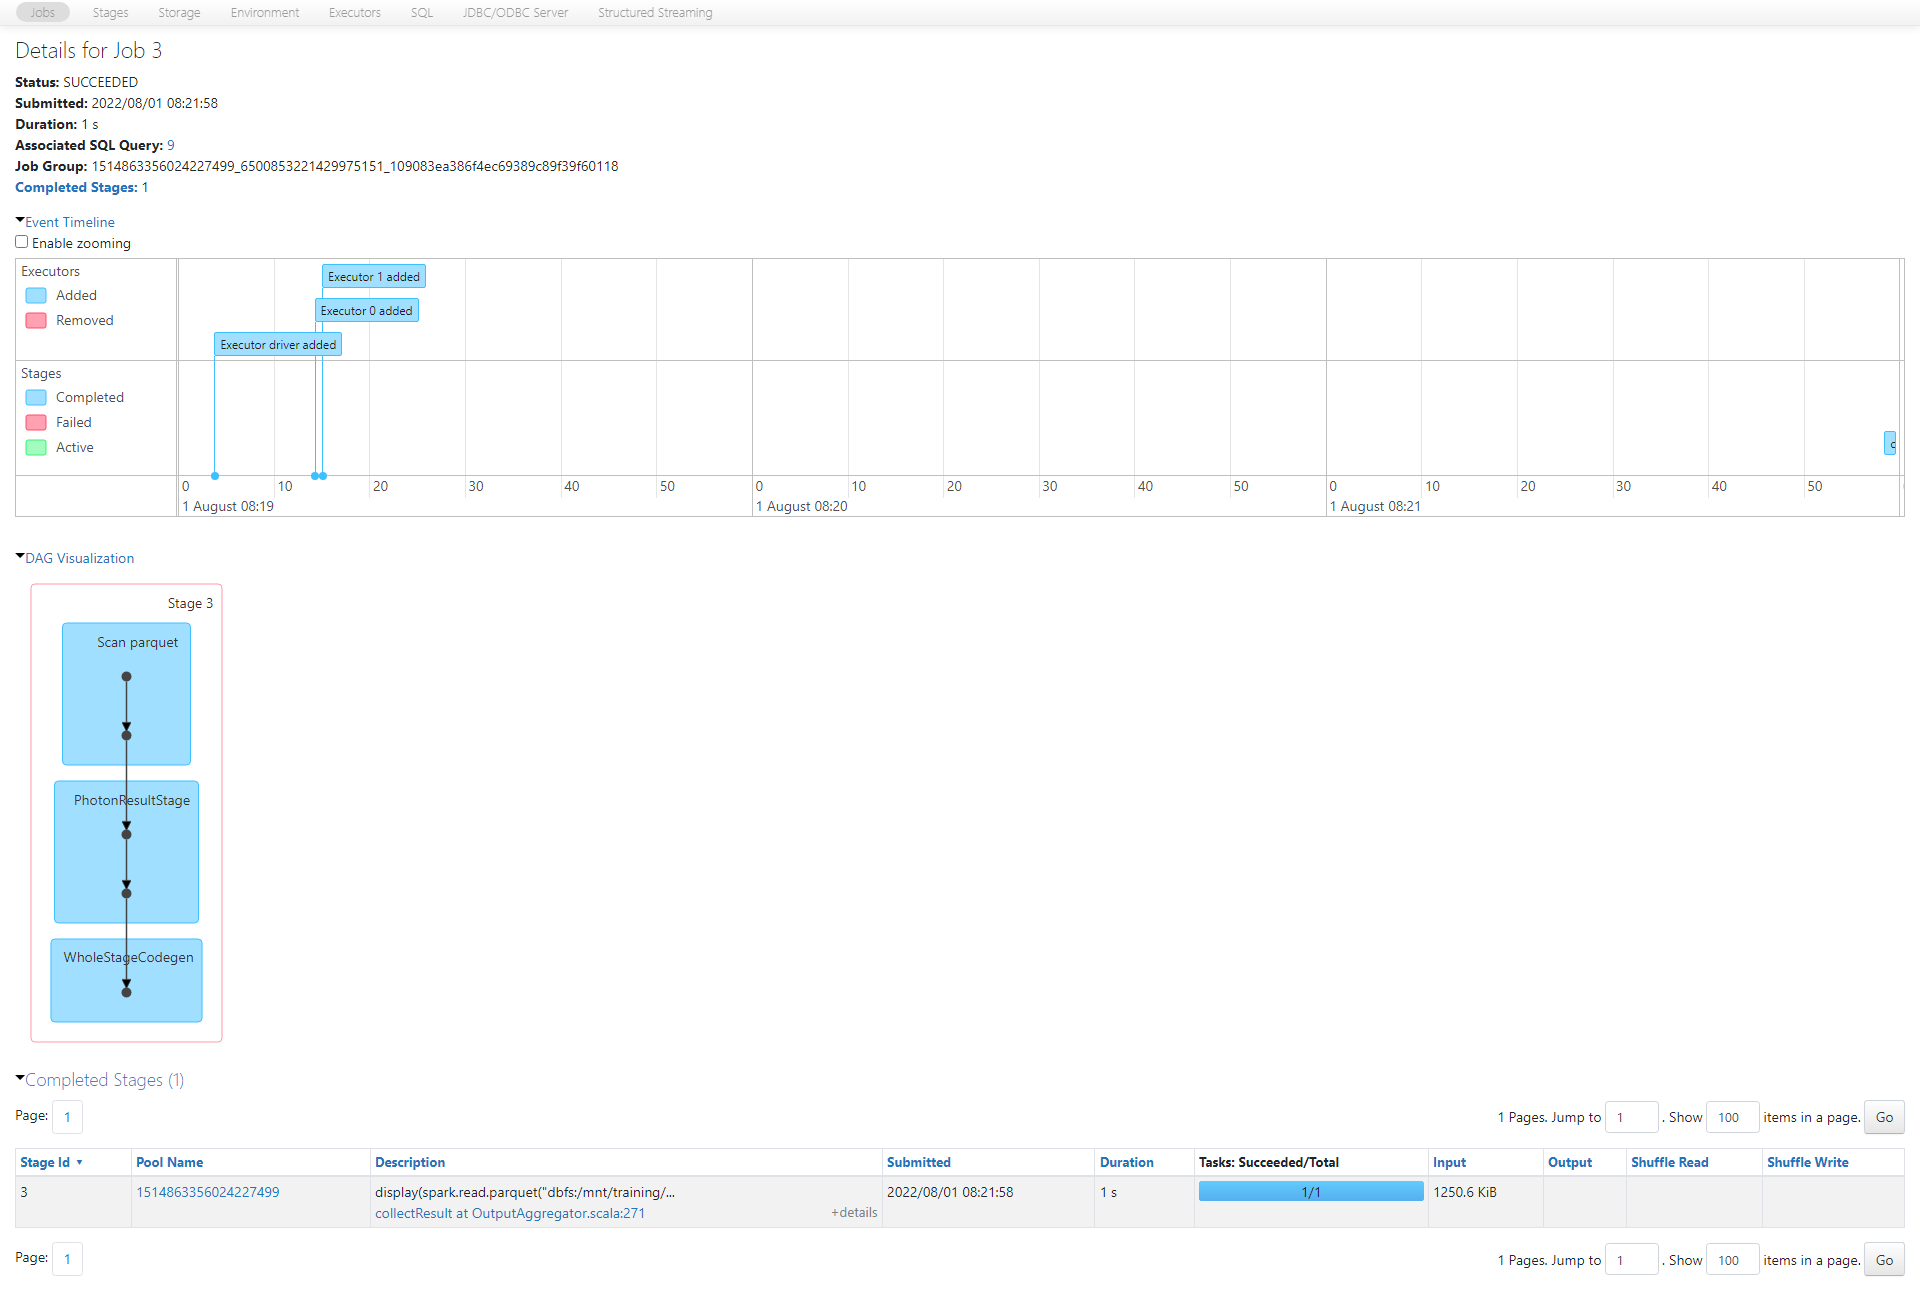 Jobs Stages Storage Environment Executors SQL JDBC/ODBC Server Structured Streaming
Details for Job 3
Status: SUCCEEDED
Submitted: 2022/08/01 08:21:58
Duration: 1 s
Associated SQL Query: 9
Job Group: 1514863356024227499_6500853221429975151_109083ea386f4ec69389c89f39f60118
Completed Stages: 1
Event Timeline
Enable zooming
Executors
Added
Removed
Executor 1 added
Executor 0 added
Executor driver added
Stages
Completed
Failed
Active
c
0 10 20 30 40 50 0 10 20 30 40 50 0 10 20 30 40 50
1 August 08:19 1 August 08:20 1 August 08:21
DAG Visualization
Stage 3
Scan parquet
PhotonResultStage
WholeStageCodegen
Completed Stages (1)
Page: 1 1 Pages. Jump to 1 . Show 100 items in a page. Go
Stage Id ▾ Pool Name Description Submitted Duration Tasks: Succeeded/Total Input Output Shuffle Read Shuffle Write
3 1514863356024227499 display(spark.read.parquet("dbfs:/mnt/training/... 2022/08/01 08:21:58 1 s 1/1 1250.6 KiB
collectResult at OutputAggregator.scala:271 +details
Page: 1 1 Pages. Jump to 1 . Show 100 items in a page. Go